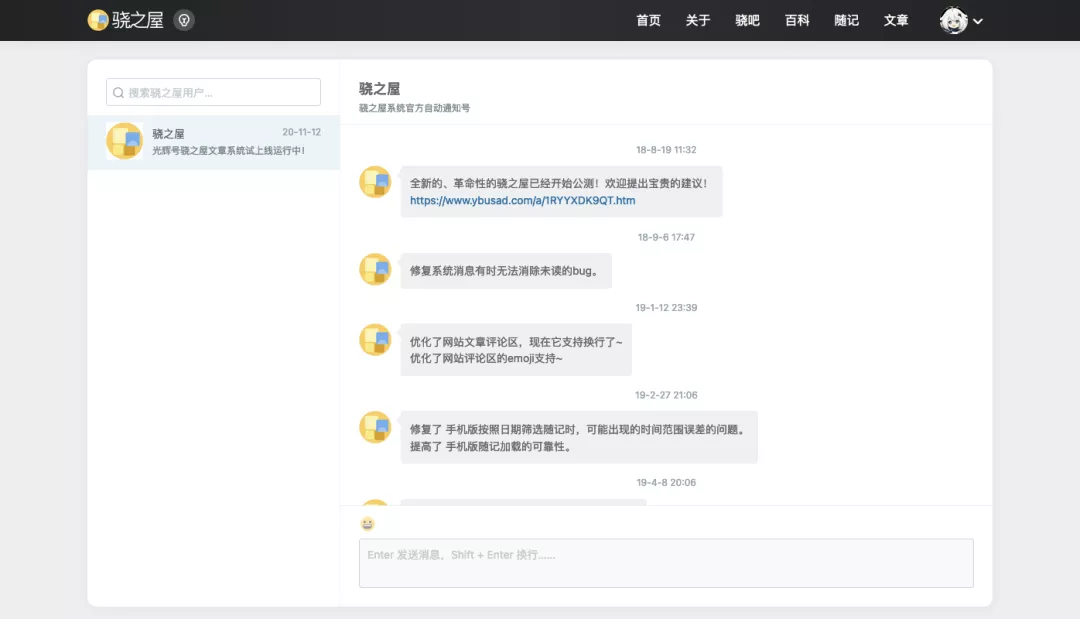 骁之屋
首页 关于 骁吧 百科 随记 文章
搜索骁之屋用户...
骁之屋 20-11-12
光辉号骁之屋文章系统试上线运行中！
骁之屋
骁之屋系统官方自动通知号
18-8-19 11:32
全新的、革命性的骁之屋已经开始公测！欢迎提出宝贵的建议！
https://www.ybusad.com/a/1RYYXDK9QT.htm
18-9-6 17:47
修复系统消息有时无法消除未读的bug。
19-1-12 23:39
优化了网站文章评论区，现在它支持换行了~
优化了网站评论区的emoji支持~
19-2-27 21:06
修复了 手机版按照日期筛选随记时，可能出现的时间范围误差的问题。
提高了 手机版随记加载的可靠性。
19-4-8 20:06
Enter 发送消息，Shift + Enter 换行......